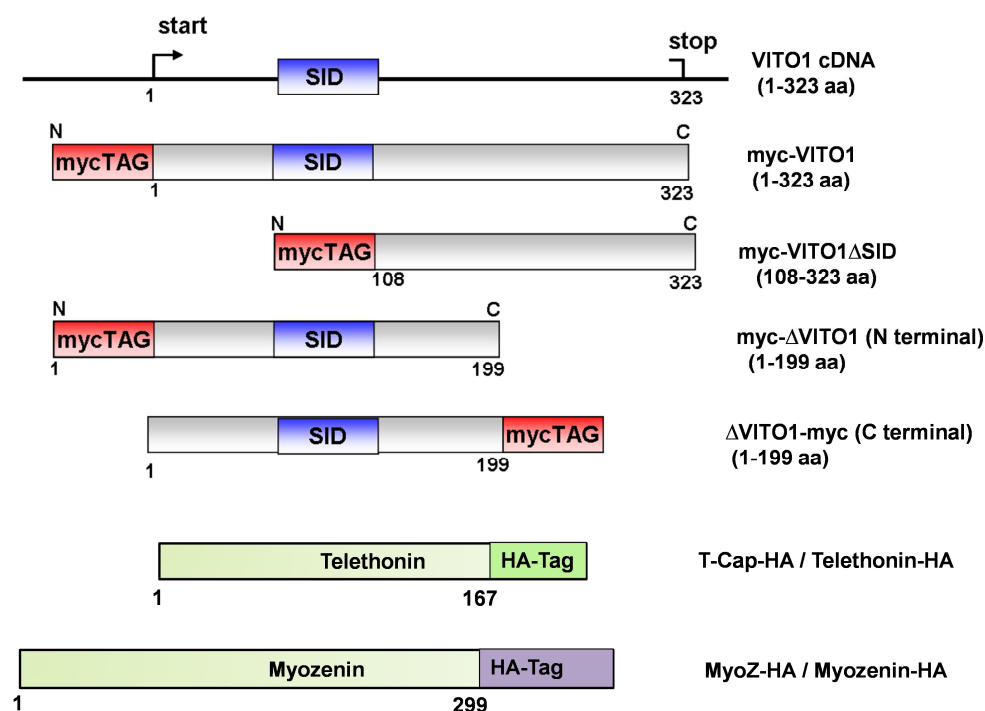 start
stop
SID
VITO1 cDNA
(1-323 aa)
1
323
N
C
mycTAG
SID
myc-VITO1
(1-323 aa)
1
323
N
C
mycTAG
myc-VITO1ΔSID
(108-323 aa)
108
323
N
C
mycTAG
SID
myc-ΔVITO1 (N terminal)
(1-199 aa)
1
199
SID
mycTAG
ΔVITO1-myc (C terminal)
(1-199 aa)
1
199
Telethonin
HA-Tag
T-Cap-HA / Telethonin-HA
1
167
Myozenin
HA-Tag
MyoZ-HA / Myozenin-HA
1
299